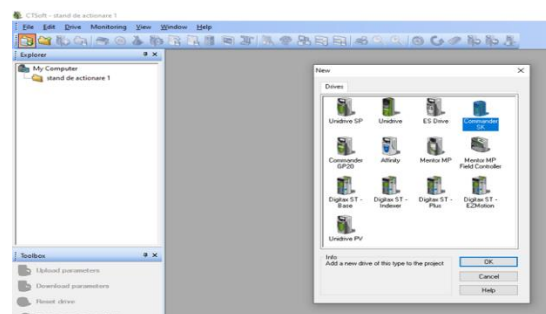 CTSoft - stand de actionare 1
File Edit Drive Monitoring View Window Help
Explorer
My Computer
stand de actionare 1
Toolbox
Upload parameters
Download parameters
Reset drive
New
Drives
Unidrive SP Unidrive ES Drive Commander SK
Commander GP20 Affinity Mentor MP Mentor MP Field Controller
Digitax ST - Base Digitax ST - Indexer Digitax ST - Plus Digitax ST - EZMotion
Unidrive PV
Info
Add a new drive of this type to the project
OK
Cancel
Help